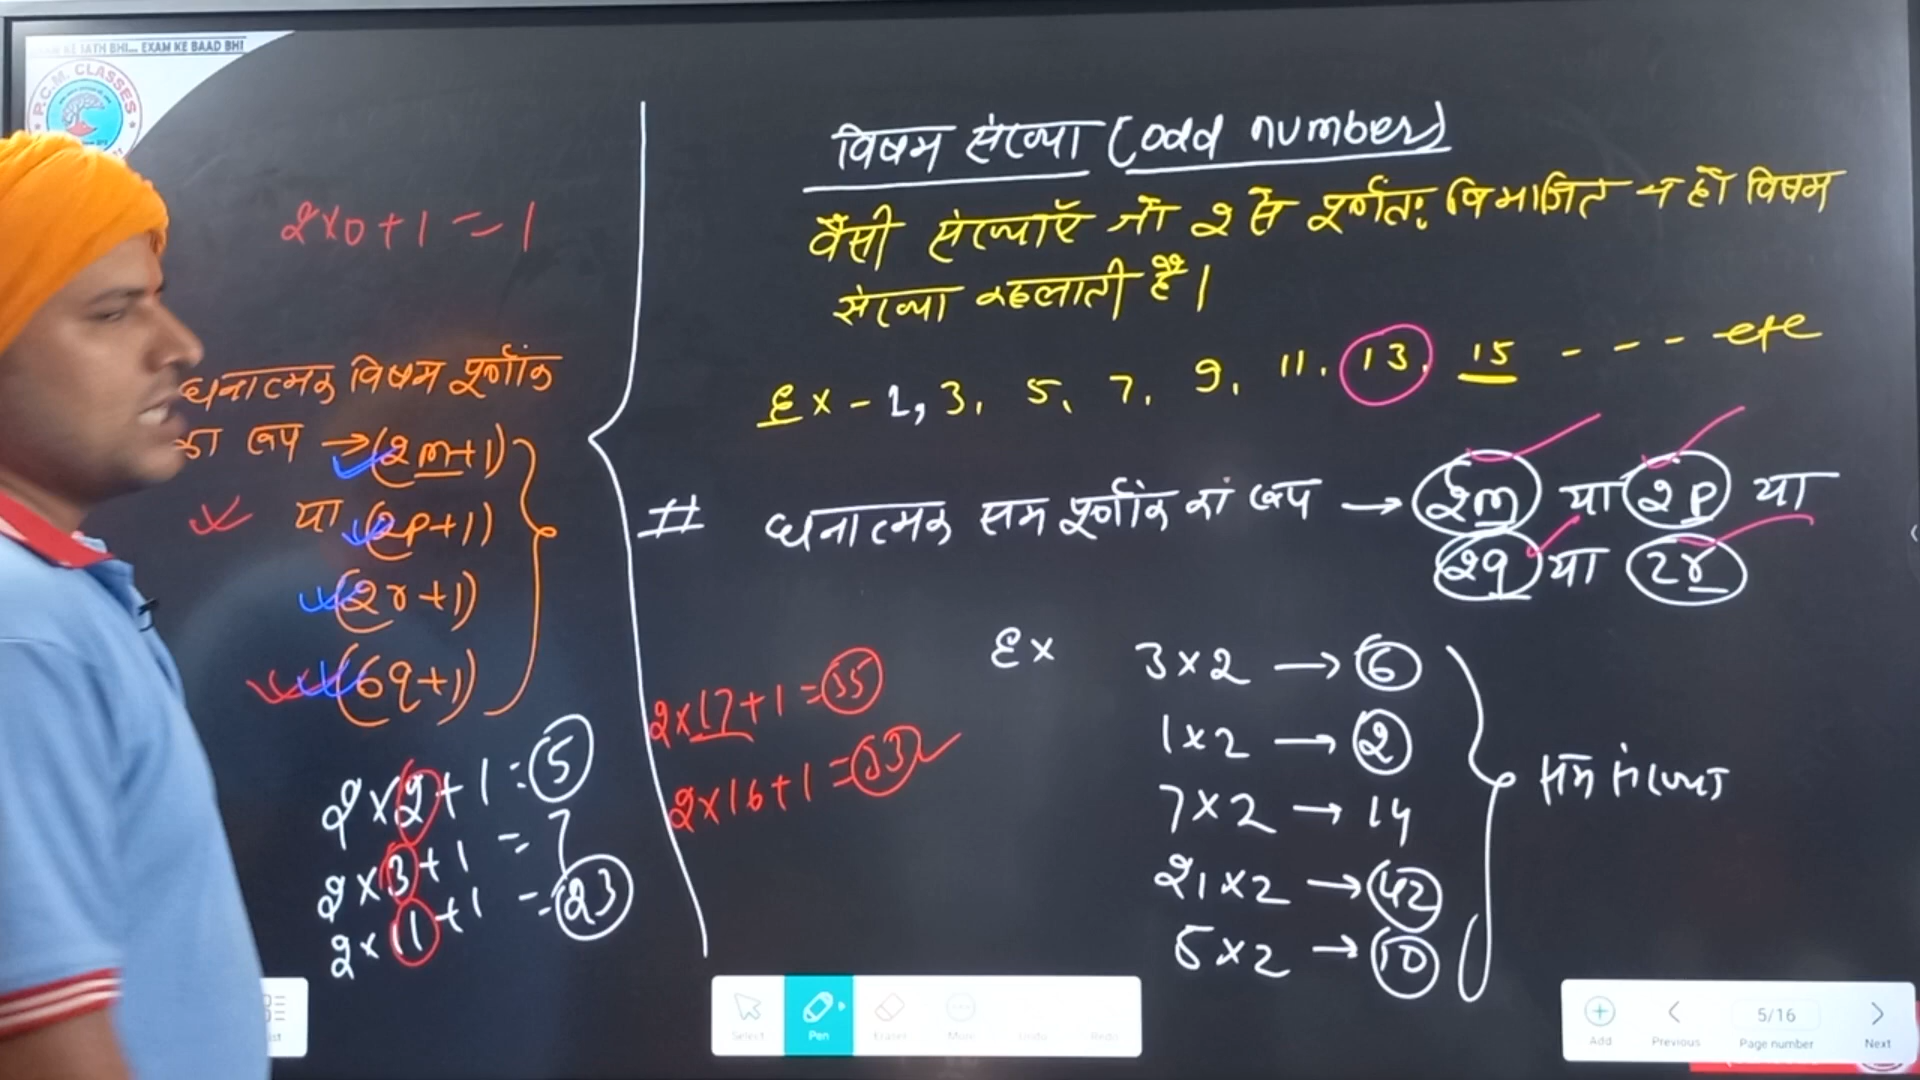 KE SATH BHI... EXAM KE BAAD BHI
P.C.M. CLASSES
2×0+1=1
धनात्मक विषम पूर्णांक
का रूप →(2m+1)
या (2p+1)
(2r+1)
(6q+1)
2×2+1=5
2×3+1=7
2×11+1=23
विषम संख्या (odd number)
वैसी संख्याएँ जो 2 से पूर्णतः विभाजित न हो विषम
संख्या कहलाती है।
Ex - 1, 3, 5, 7, 9, 11, 13, 15 ---- etc
# धनात्मक सम पूर्णांक का रूप → 2m या 2p या
2q या 2r
2×17+1=35
2×16+1=33
Ex 3×2 → 6
1×2 → 2
7×2 → 14
21×2 → 42
5×2 → 10
सम संख्या
Select Pen Eraser More Undo Redo
Add Previous 5/16 Page number Next